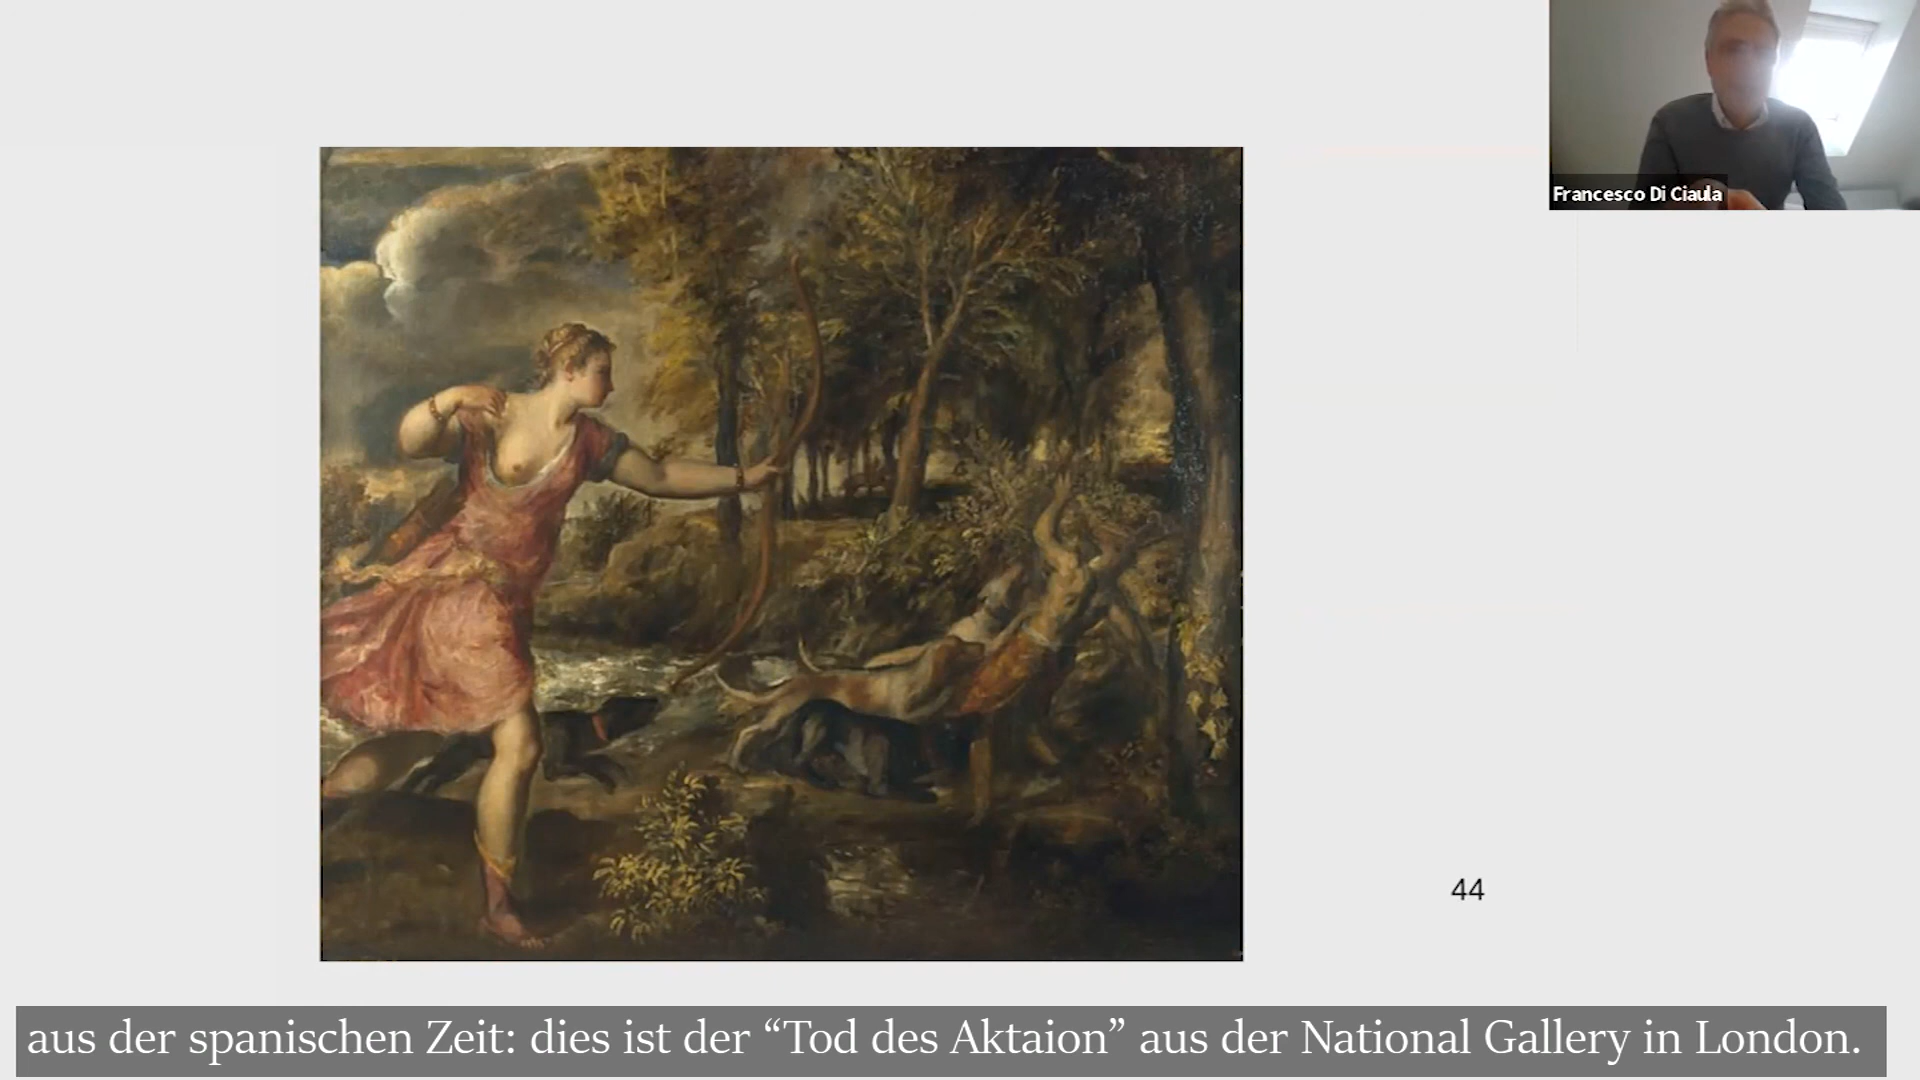 Francesco Di Ciaula
44
aus der spanischen Zeit: dies ist der “Tod des Aktaion” aus der National Gallery in London.